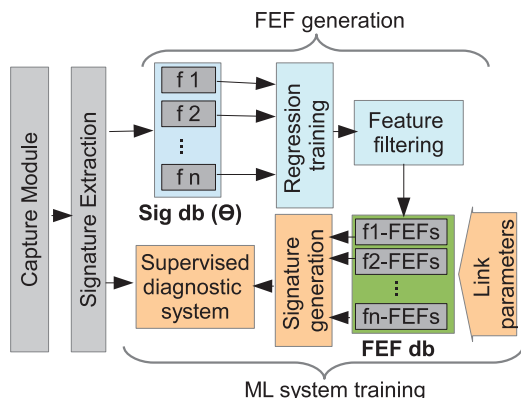 FEF generation
Capture Module
Signature Extraction
f 1
f 2
⋮
f n
Sig db (Θ)
Regression
training
Feature
filtering
Supervised
diagnostic
system
Signature
generation
f1-FEFs
f2-FEFs
⋮
fn-FEFs
FEF db
Link
parameters
ML system training